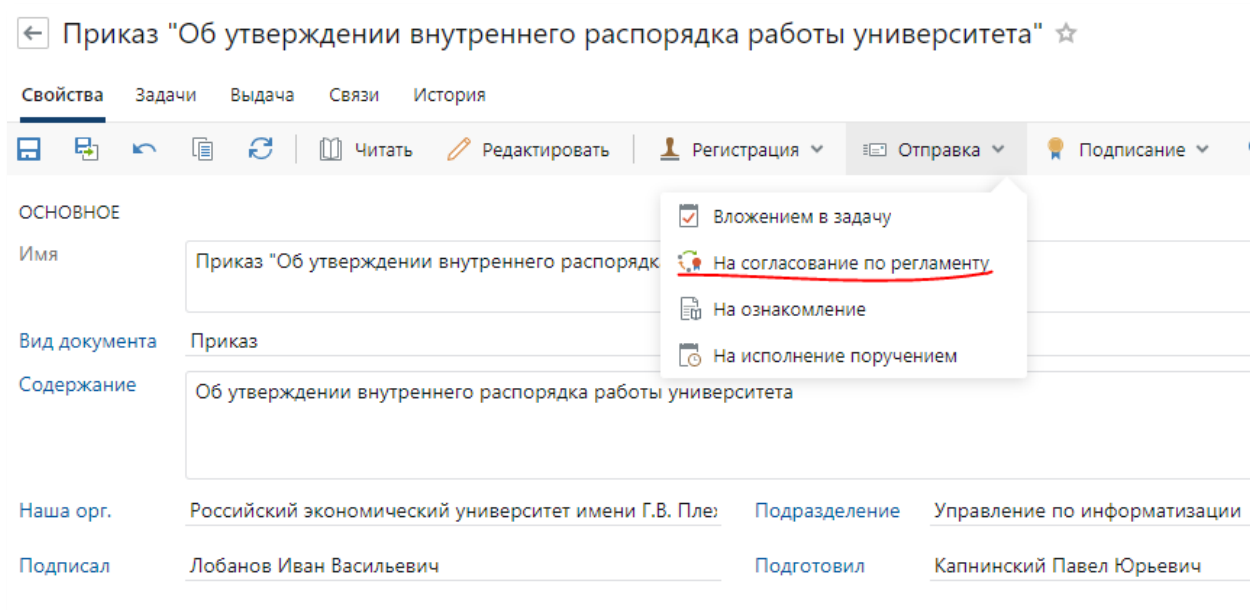 Приказ "Об утверждении внутреннего распорядка работы университета"
Свойства Задачи Выдача Связи История
Читать Редактировать Регистрация Отправка Подписание
ОСНОВНОЕ
Вложением в задачу
Имя
Приказ "Об утверждении внутреннего распорядк
На согласование по регламенту
На ознакомление
Вид документа Приказ
На исполнение поручением
Содержание
Об утверждении внутреннего распорядка работы университета
Наша орг. Российский экономический университет имени Г.В. Плех Подразделение Управление по информатизации
Подписал Лобанов Иван Васильевич Подготовил Капнинский Павел Юрьевич